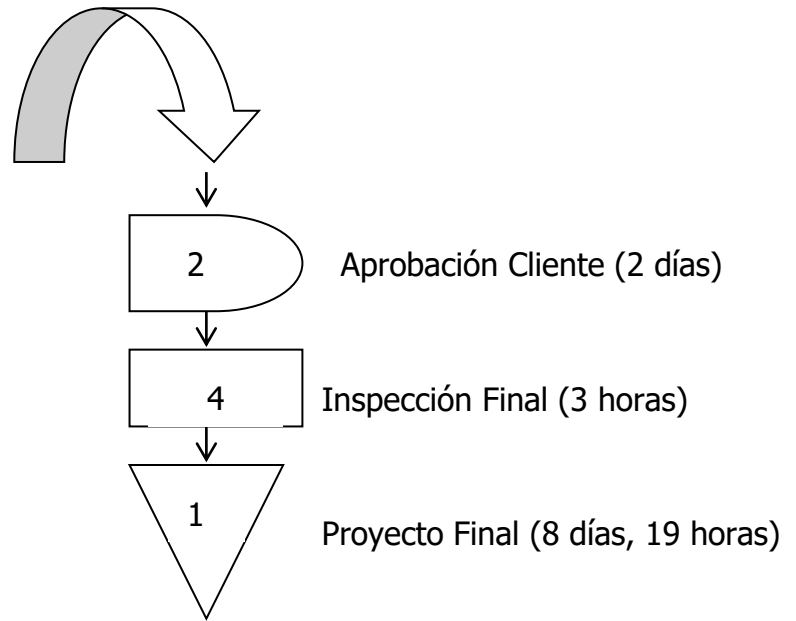 2 Aprobación Cliente (2 días)
4 Inspección Final (3 horas)
1 Proyecto Final (8 días, 19 horas)